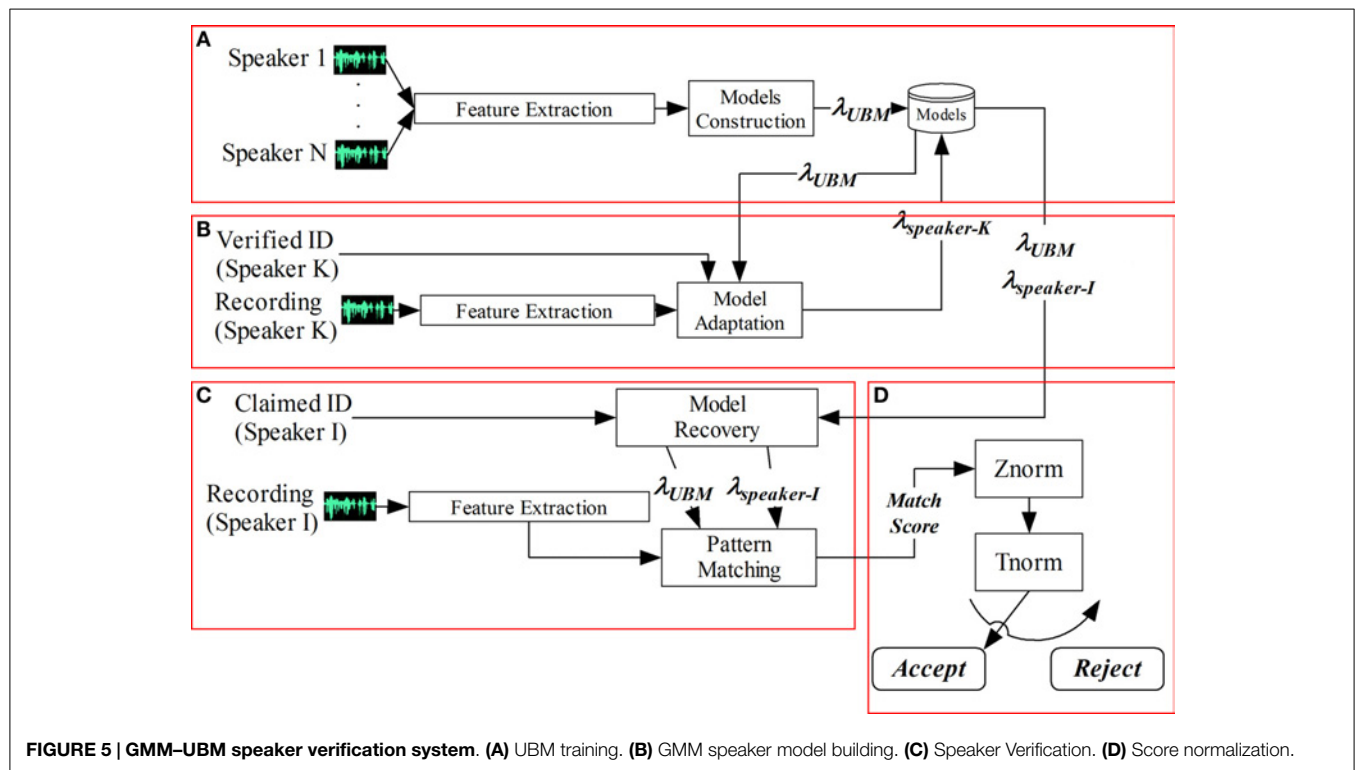 A
Speaker 1
Speaker N
Feature Extraction
Models
Construction
λUBM
Models
λUBM
B
Verified ID
(Speaker K)
Recording
(Speaker K)
Feature Extraction
Model
Adaptation
λspeaker-K
λUBM
λspeaker-I
C
Claimed ID
(Speaker I)
Model
Recovery
Recording
(Speaker I)
Feature Extraction
λUBM
λspeaker-I
Pattern
Matching
D
Match
Score
Znorm
Tnorm
Accept
Reject
FIGURE 5 | GMM–UBM speaker verification system. (A) UBM training. (B) GMM speaker model building. (C) Speaker Verification. (D) Score normalization.